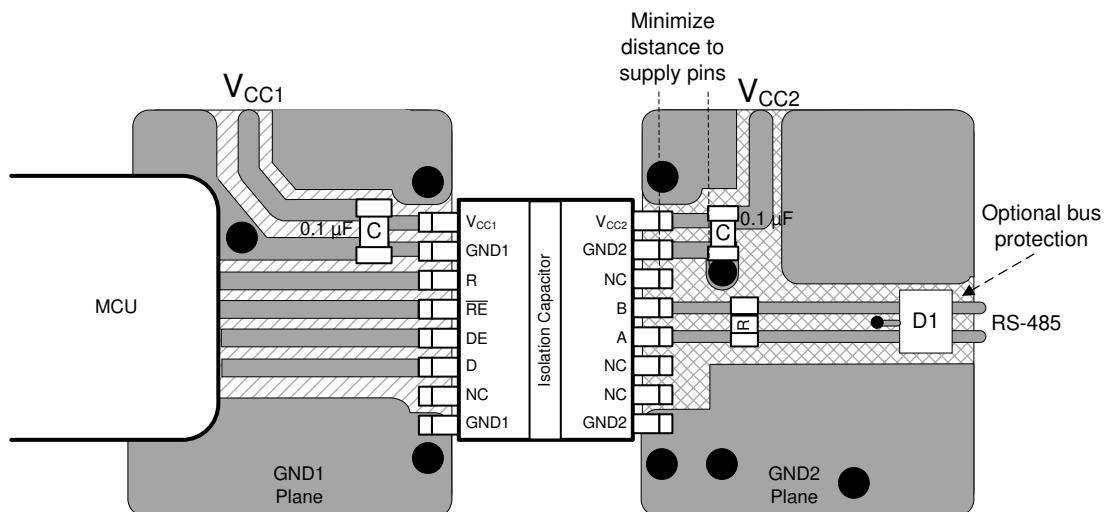 Minimize
distance to
supply pins
VCC1
VCC2
0.1 µF
C
C
0.1 µF
Optional bus
protection
MCU
VCC1
GND1
R
RE
DE
D
NC
GND1
Isolation Capacitor
VCC2
GND2
NC
B
A
NC
NC
GND2
R
D1
RS-485
GND1
Plane
GND2
Plane